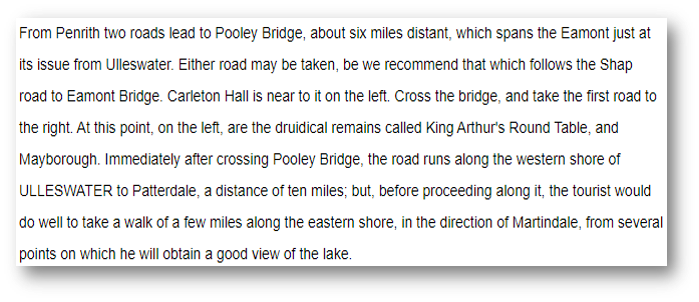 From Penrith two roads lead to Pooley Bridge, about six miles distant, which spans the Eamont just at
its issue from Ulleswater. Either road may be taken, be we recommend that which follows the Shap
road to Eamont Bridge. Carleton Hall is near to it on the left. Cross the bridge, and take the first road to
the right. At this point, on the left, are the druidical remains called King Arthur's Round Table, and
Mayborough. Immediately after crossing Pooley Bridge, the road runs along the western shore of
ULLESWATER to Patterdale, a distance of ten miles; but, before proceeding along it, the tourist would
do well to take a walk of a few miles along the eastern shore, in the direction of Martindale, from several
points on which he will obtain a good view of the lake.